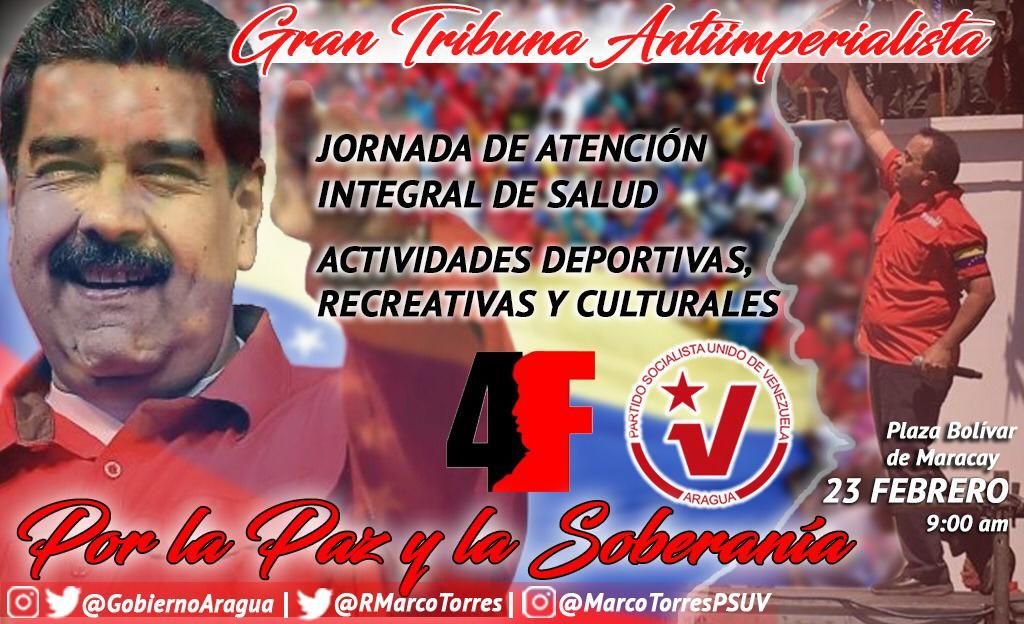 Gran Tribuna Antiimperialista
JORNADA DE ATENCIÓN
INTEGRAL DE SALUD
ACTIVIDADES DEPORTIVAS,
RECREATIVAS Y CULTURALES
4F
PARTIDO SOCIALISTA UNIDO DE VENEZUELA
ARAGUA
Plaza Bolívar
de Maracay
23 FEBRERO
9:00 am
Por la Paz y la Soberanía
@GobiernoAragua | @RMarcoTorres | @MarcoTorresPSUV